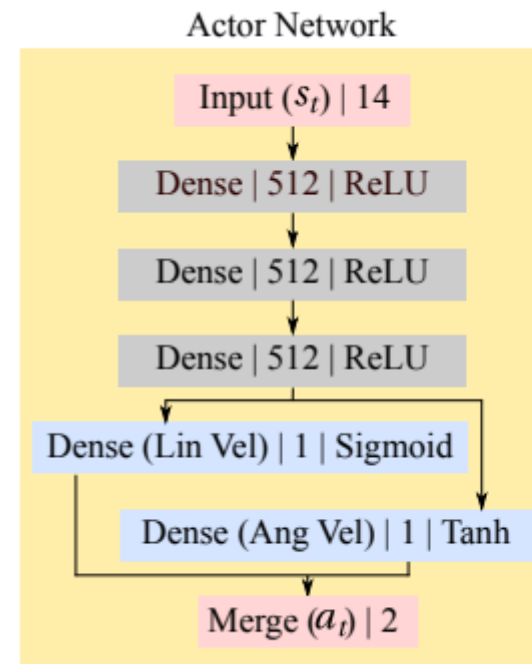 Actor Network
Input (s_t) | 14
Dense | 512 | ReLU
Dense | 512 | ReLU
Dense | 512 | ReLU
Dense (Lin Vel) | 1 | Sigmoid
Dense (Ang Vel) | 1 | Tanh
Merge (a_t) | 2